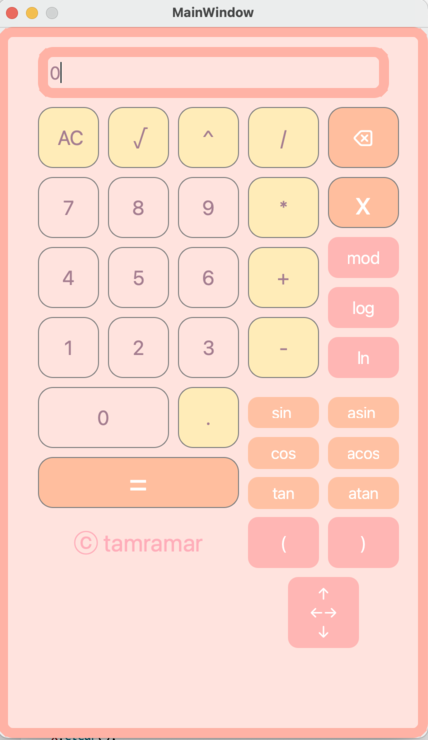 MainWindow
0
AC √ ^ /
7 8 9 * X
mod
4 5 6 +
log
1 2 3 -
ln
0 .
sin asin
cos acos
= tan atan
© tamramar ( )
↑
←→
↓